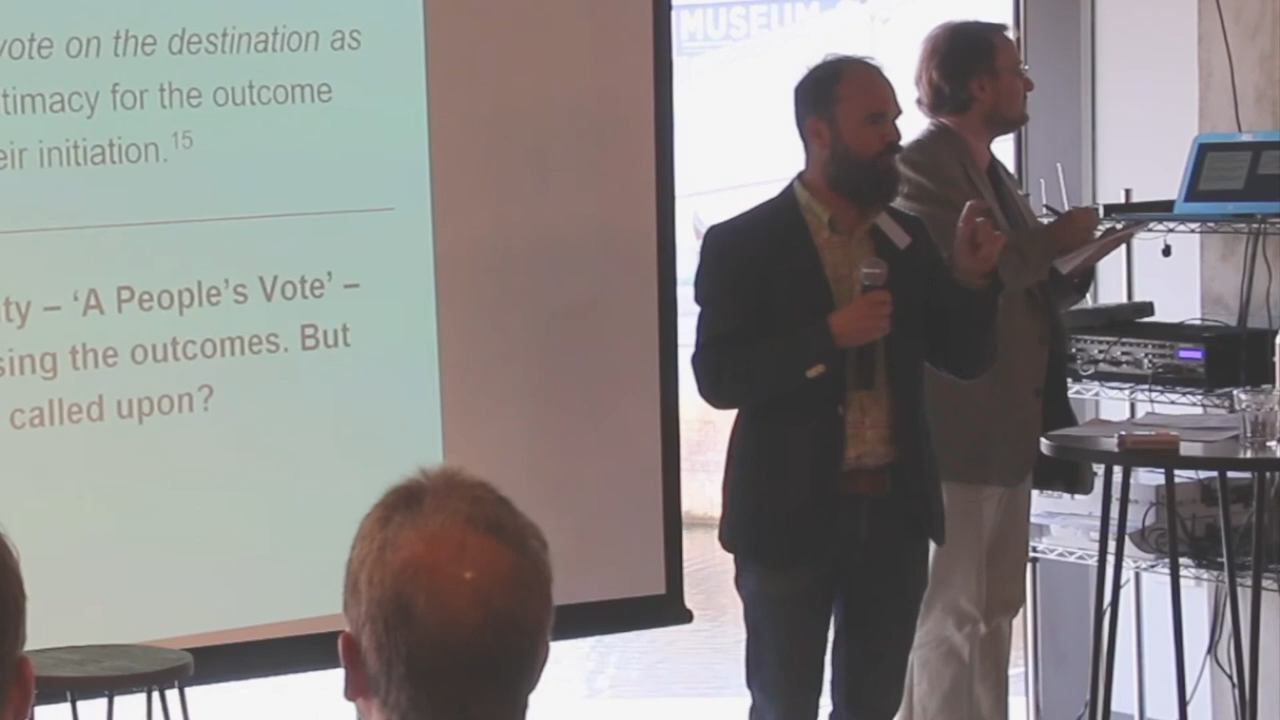 vote on the destination as
timacy for the outcome
eir initiation.15
ty – ‘A People’s Vote’ –
sing the outcomes. But
called upon?
MUSEUM